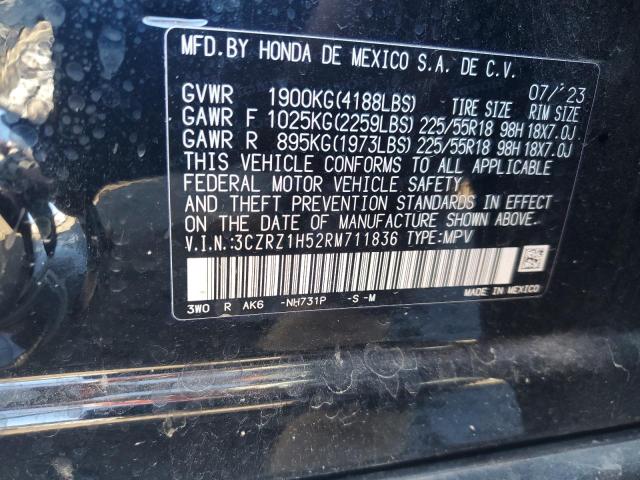 MFD.BY HONDA DE MEXICO S.A. DE C.V.
07/'23
GVWR 1900KG(4188LBS) TIRE SIZE RIM SIZE
GAWR F 1025KG(2259LBS) 225/55R18 98H 18X7.0J
GAWR R 895KG(1973LBS) 225/55R18 98H 18X7.0J
THIS VEHICLE CONFORMS TO ALL APPLICABLE
FEDERAL MOTOR VEHICLE SAFETY
AND THEFT PREVENTION STANDARDS IN EFFECT
ON THE DATE OF MANUFACTURE SHOWN ABOVE.
V.I.N.:3CZRZ1H52RM711836 TYPE:MPV
3W0 R AK6 -NH731P -S -M
MADE IN MEXICO